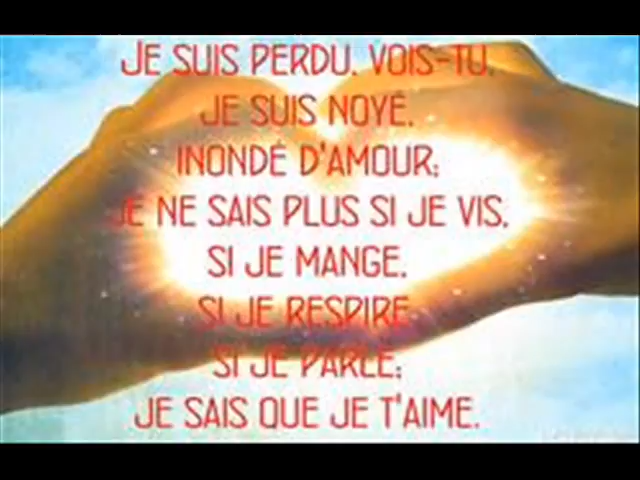 JE SUIS PERDU, VOIS-TU,
JE SUIS NOYÉ,
INONDÉ D'AMOUR;
JE NE SAIS PLUS SI JE VIS,
SI JE MANGE,
SI JE RESPIRE,
SI JE PARLE;
JE SAIS QUE JE T'AIME.